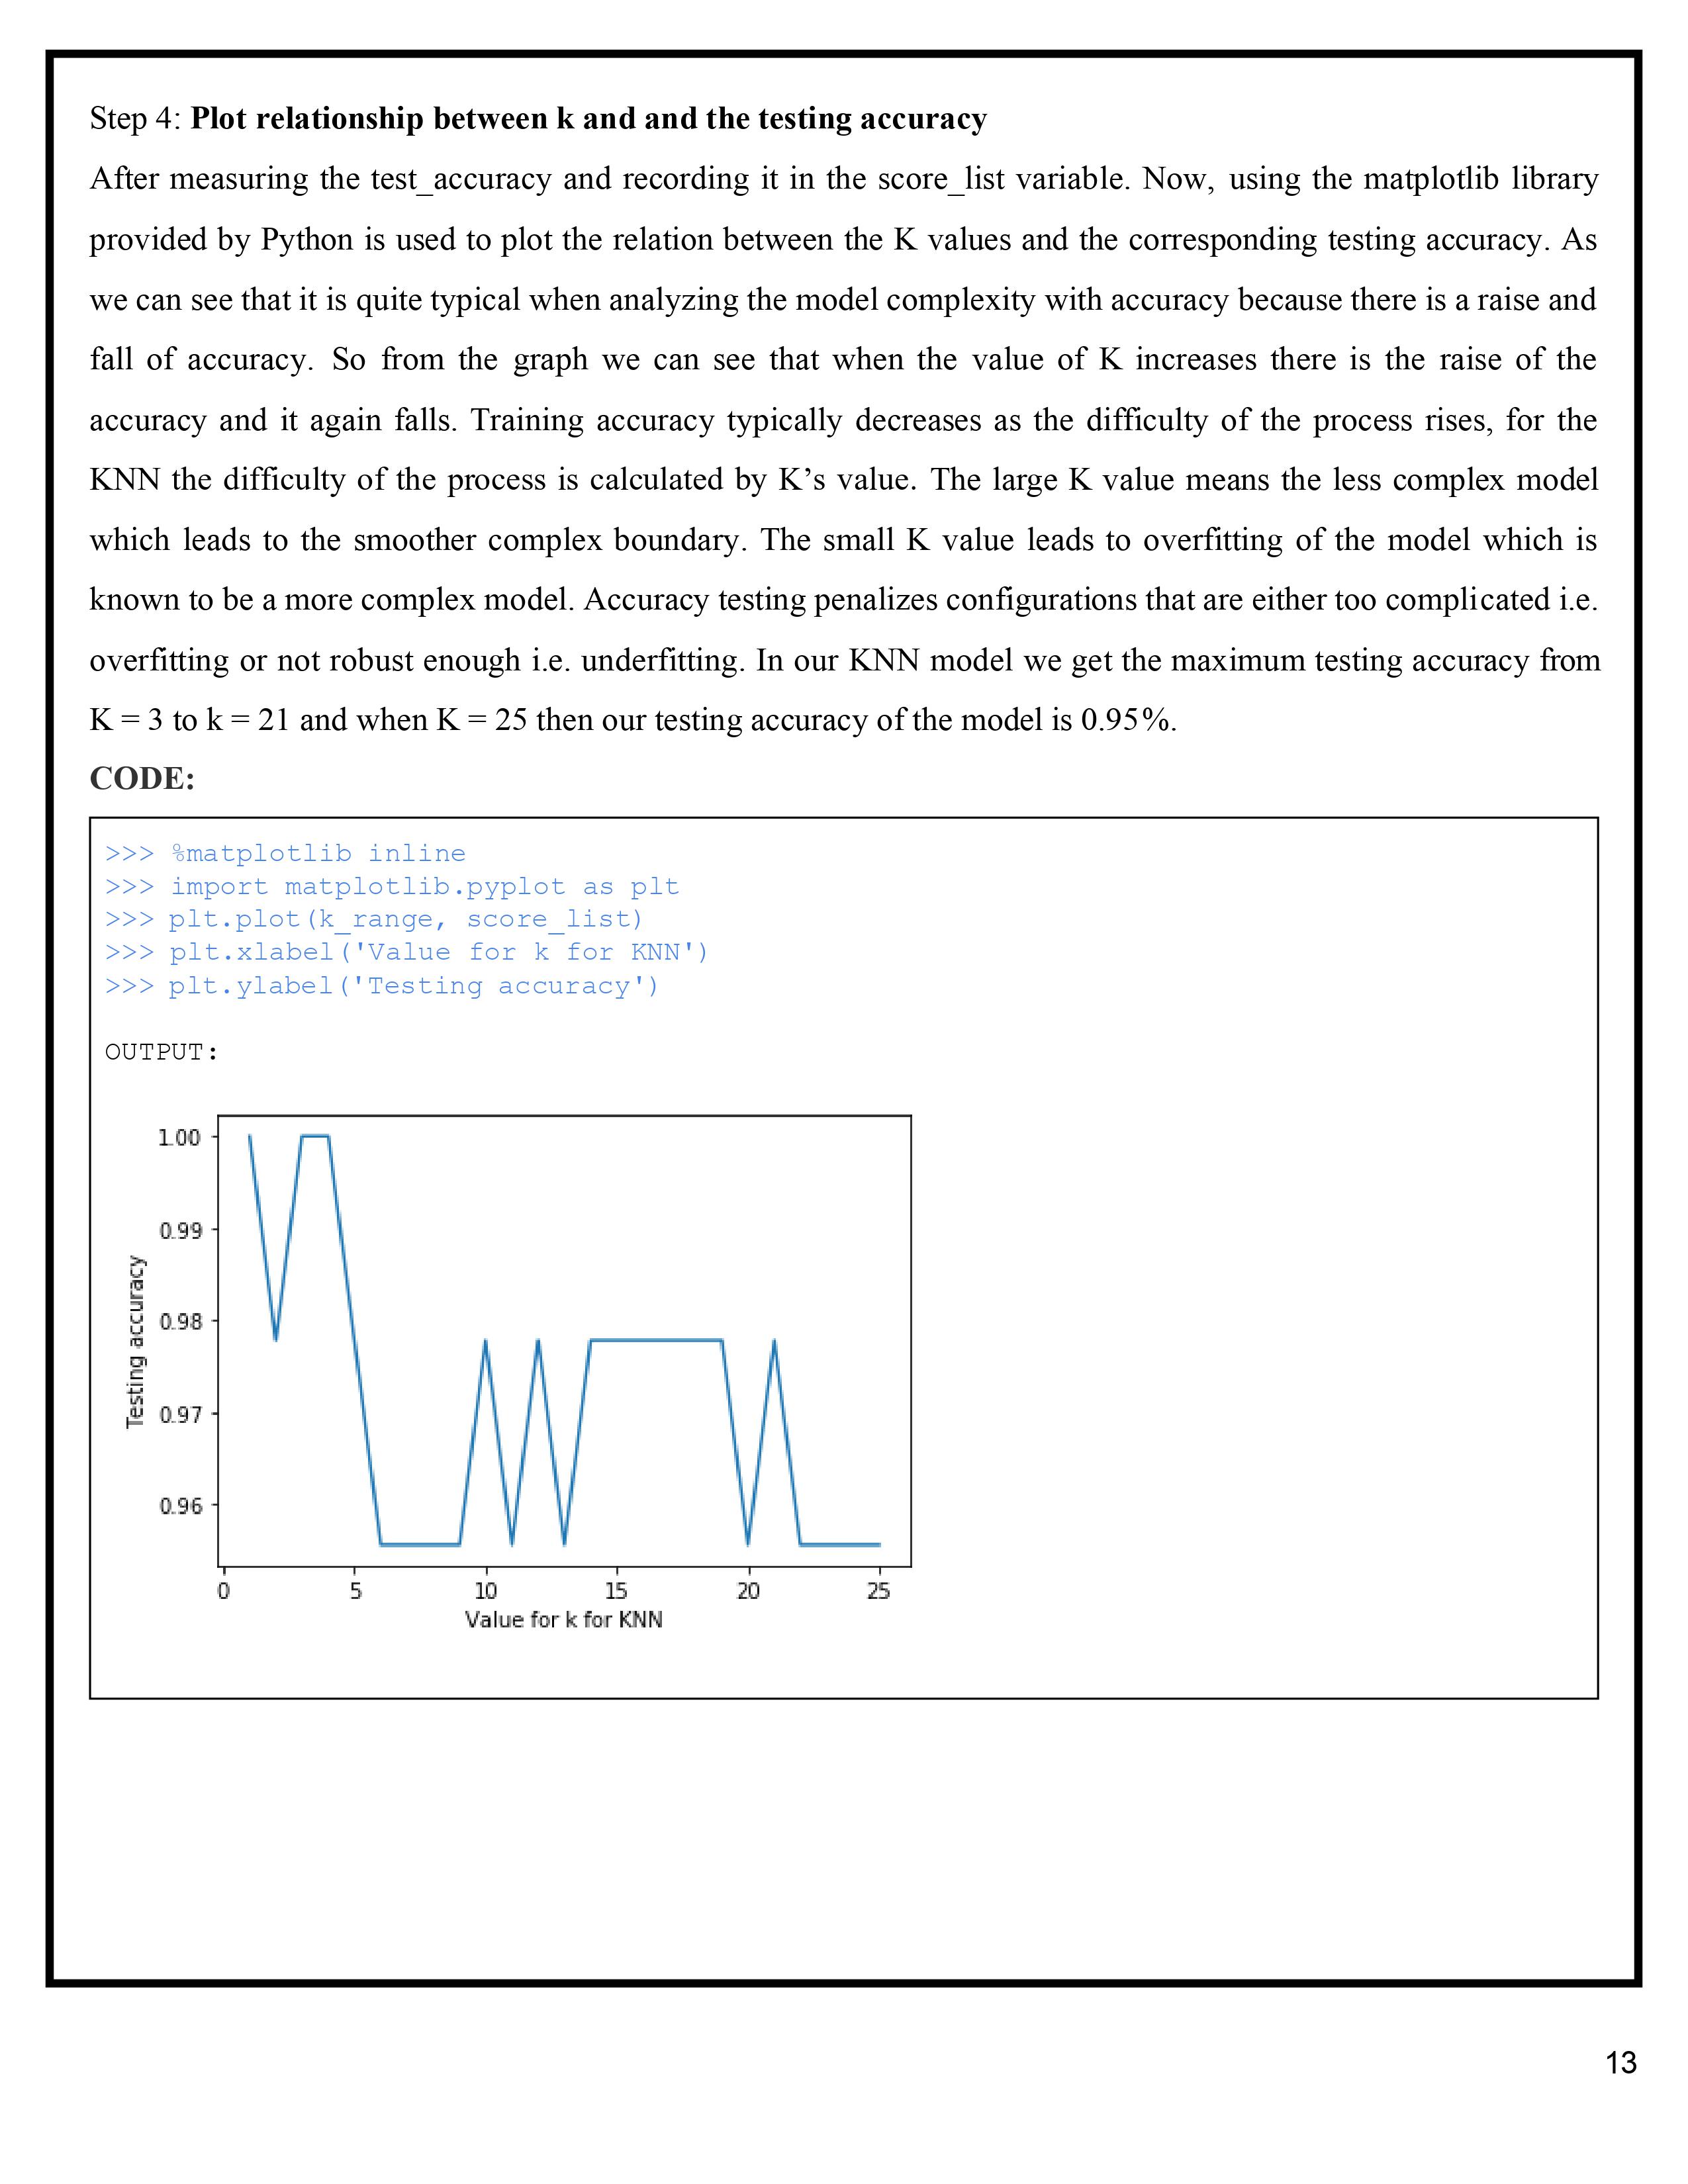 Step 4: Plot relationship between k and and the testing accuracy
After measuring the test_accuracy and recording it in the score_list variable. Now, using the matplotlib library
provided by Python is used to plot the relation between the K values and the corresponding testing accuracy. As
we can see that it is quite typical when analyzing the model complexity with accuracy because there is a raise and
fall of accuracy. So from the graph we can see that when the value of K increases there is the raise of the
accuracy and it again falls. Training accuracy typically decreases as the difficulty of the process rises, for the
KNN the difficulty of the process is calculated by K’s value. The large K value means the less complex model
which leads to the smoother complex boundary. The small K value leads to overfitting of the model which is
known to be a more complex model. Accuracy testing penalizes configurations that are either too complicated i.e.
overfitting or not robust enough i.e. underfitting. In our KNN model we get the maximum testing accuracy from
K = 3 to k = 21 and when K = 25 then our testing accuracy of the model is 0.95%.
CODE:
>>> %matplotlib inline
>>> import matplotlib.pyplot as plt
>>> plt.plot(k_range, score_list)
>>> plt.xlabel('Value for k for KNN')
>>> plt.ylabel('Testing accuracy')
OUTPUT:
1.00
0.99
0.98
0.97
0.96
Testing accuracy
0 5 10 15 20 25
Value for k for KNN
13